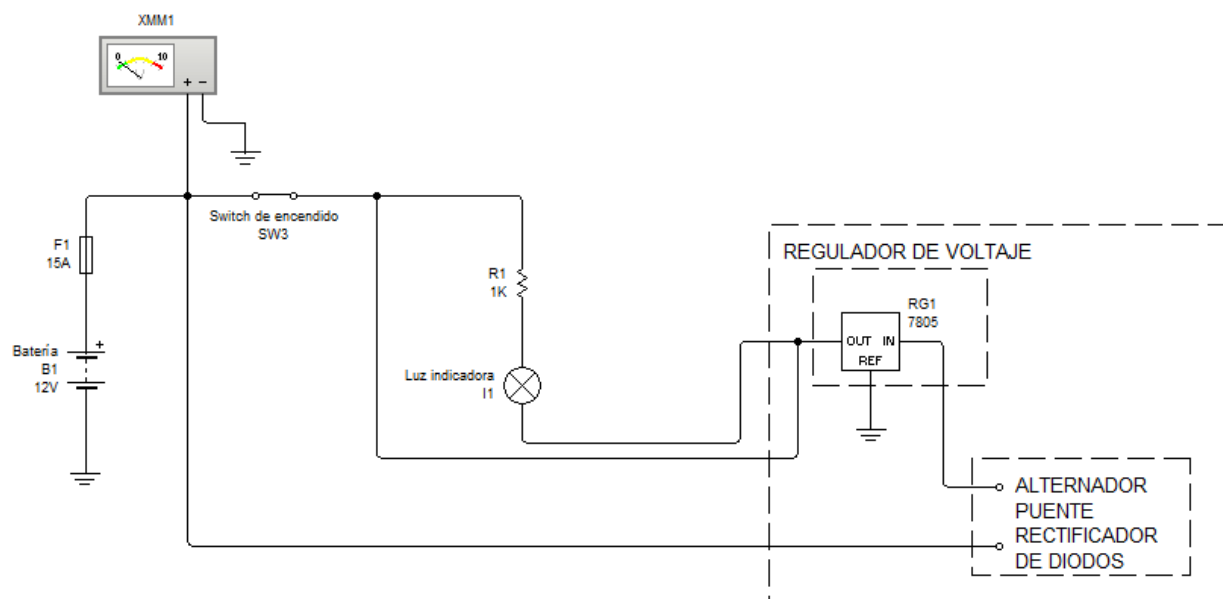 XMM1
0
10
+ -
Switch de encendido
SW3
F1
15A
R1
1K
REGULADOR DE VOLTAJE
RG1
7805
OUT IN
REF
+
Batería
B1
12V
Luz indicadora
I1
ALTERNADOR
PUENTE
RECTIFICADOR
DE DIODOS